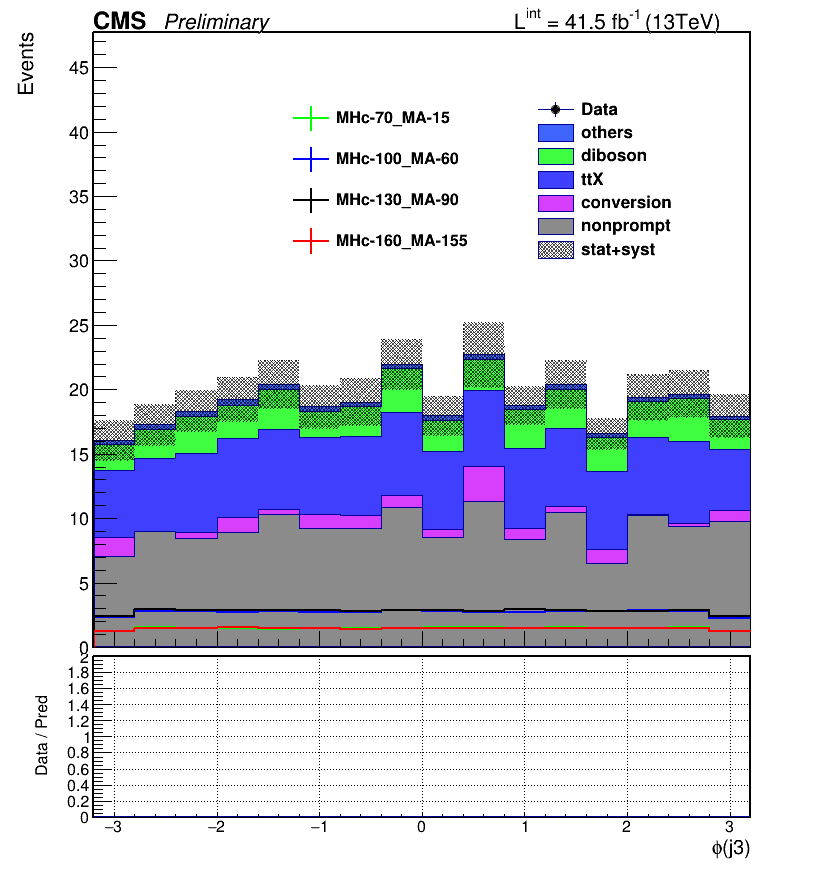 CMS Preliminary L^int = 41.5 fb^-1 (13TeV)
Events
45
40
35
30
25
20
15
10
5
0
MHc-70_MA-15
MHc-100_MA-60
MHc-130_MA-90
MHc-160_MA-155
Data
others
diboson
ttX
conversion
nonprompt
stat+syst
Data / Pred
2
1.8
1.6
1.4
1.2
1
0.8
0.6
0.4
0.2
0
−3 −2 −1 0 1 2 3
ϕ(j3)